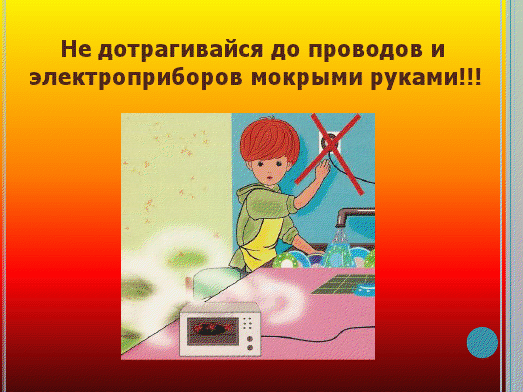 Не дотрагивайся до проводов и
электроприборов мокрыми руками!!!